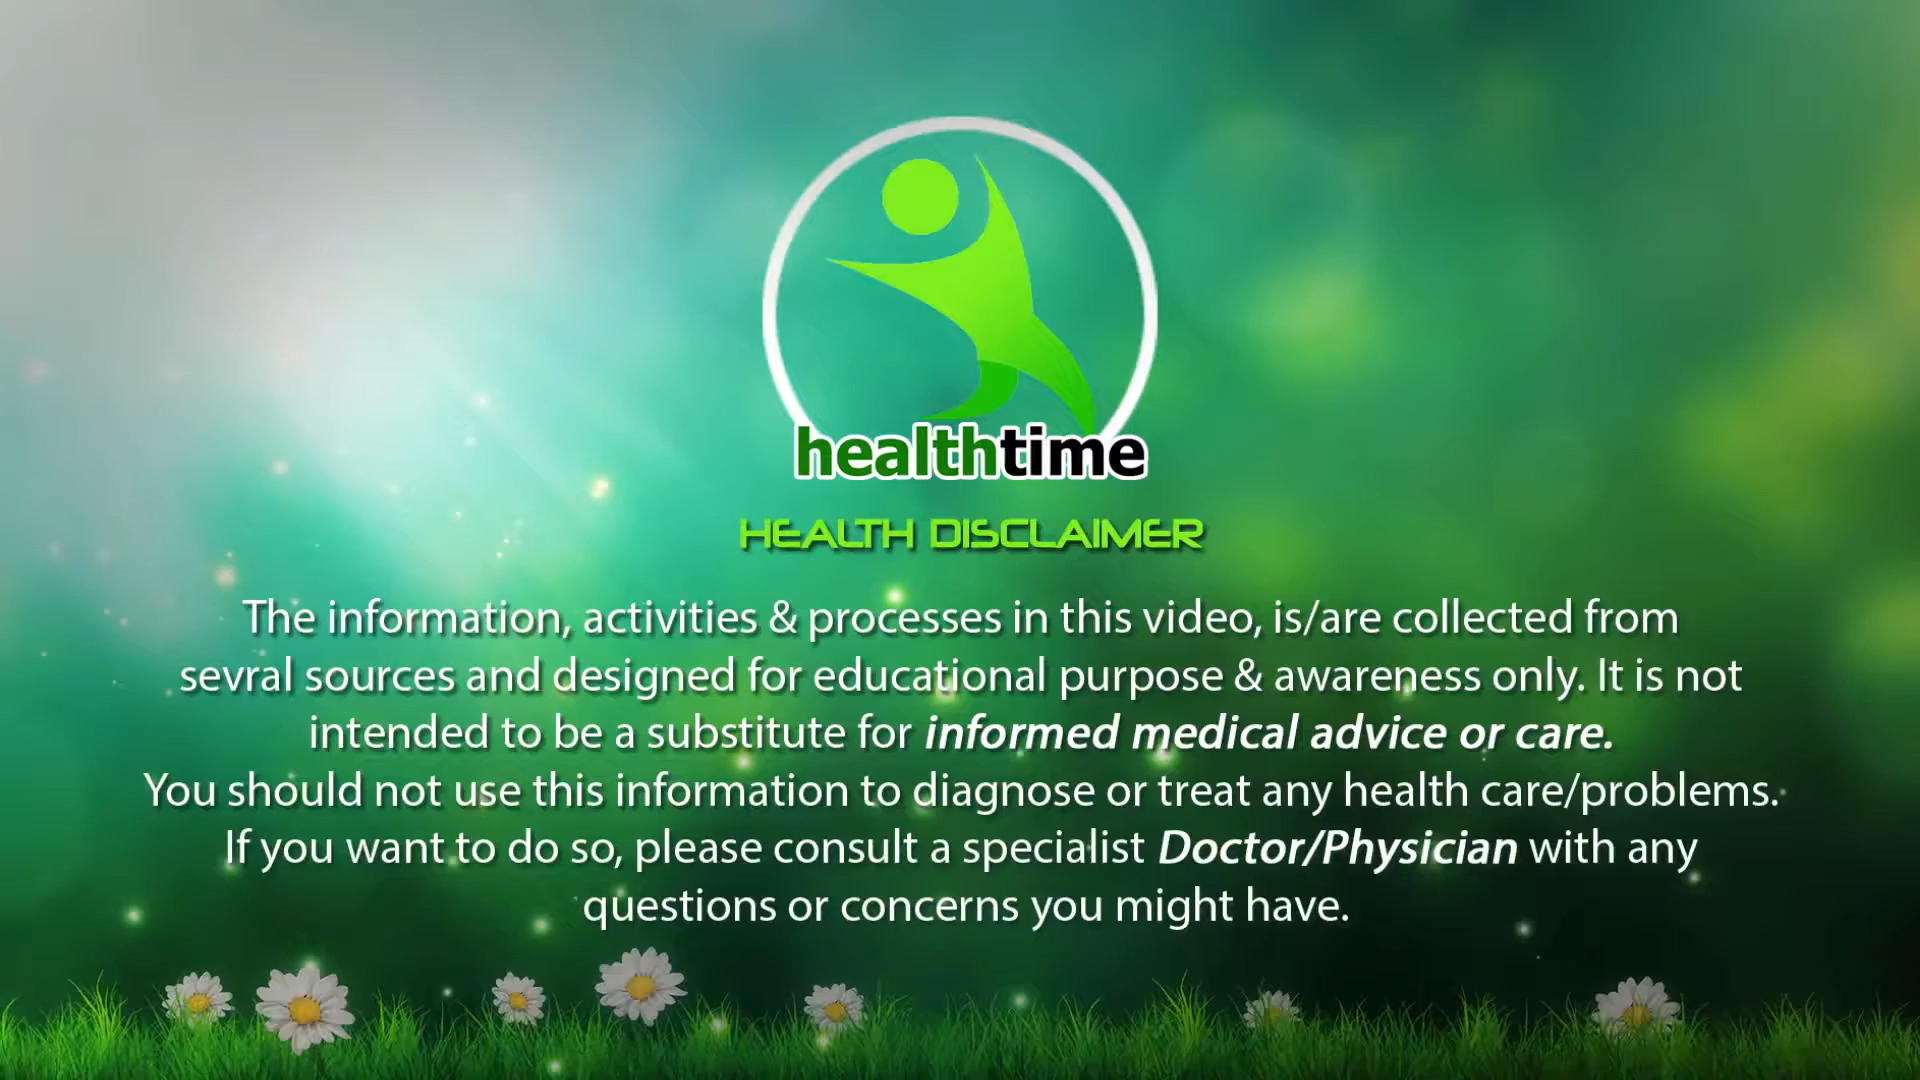 healthtime
HEALTH DISCLAIMER
The information, activities & processes in this video, is/are collected from
sevral sources and designed for educational purpose & awareness only. It is not
intended to be a substitute for informed medical advice or care.
You should not use this information to diagnose or treat any health care/problems.
If you want to do so, please consult a specialist Doctor/Physician with any
questions or concerns you might have.